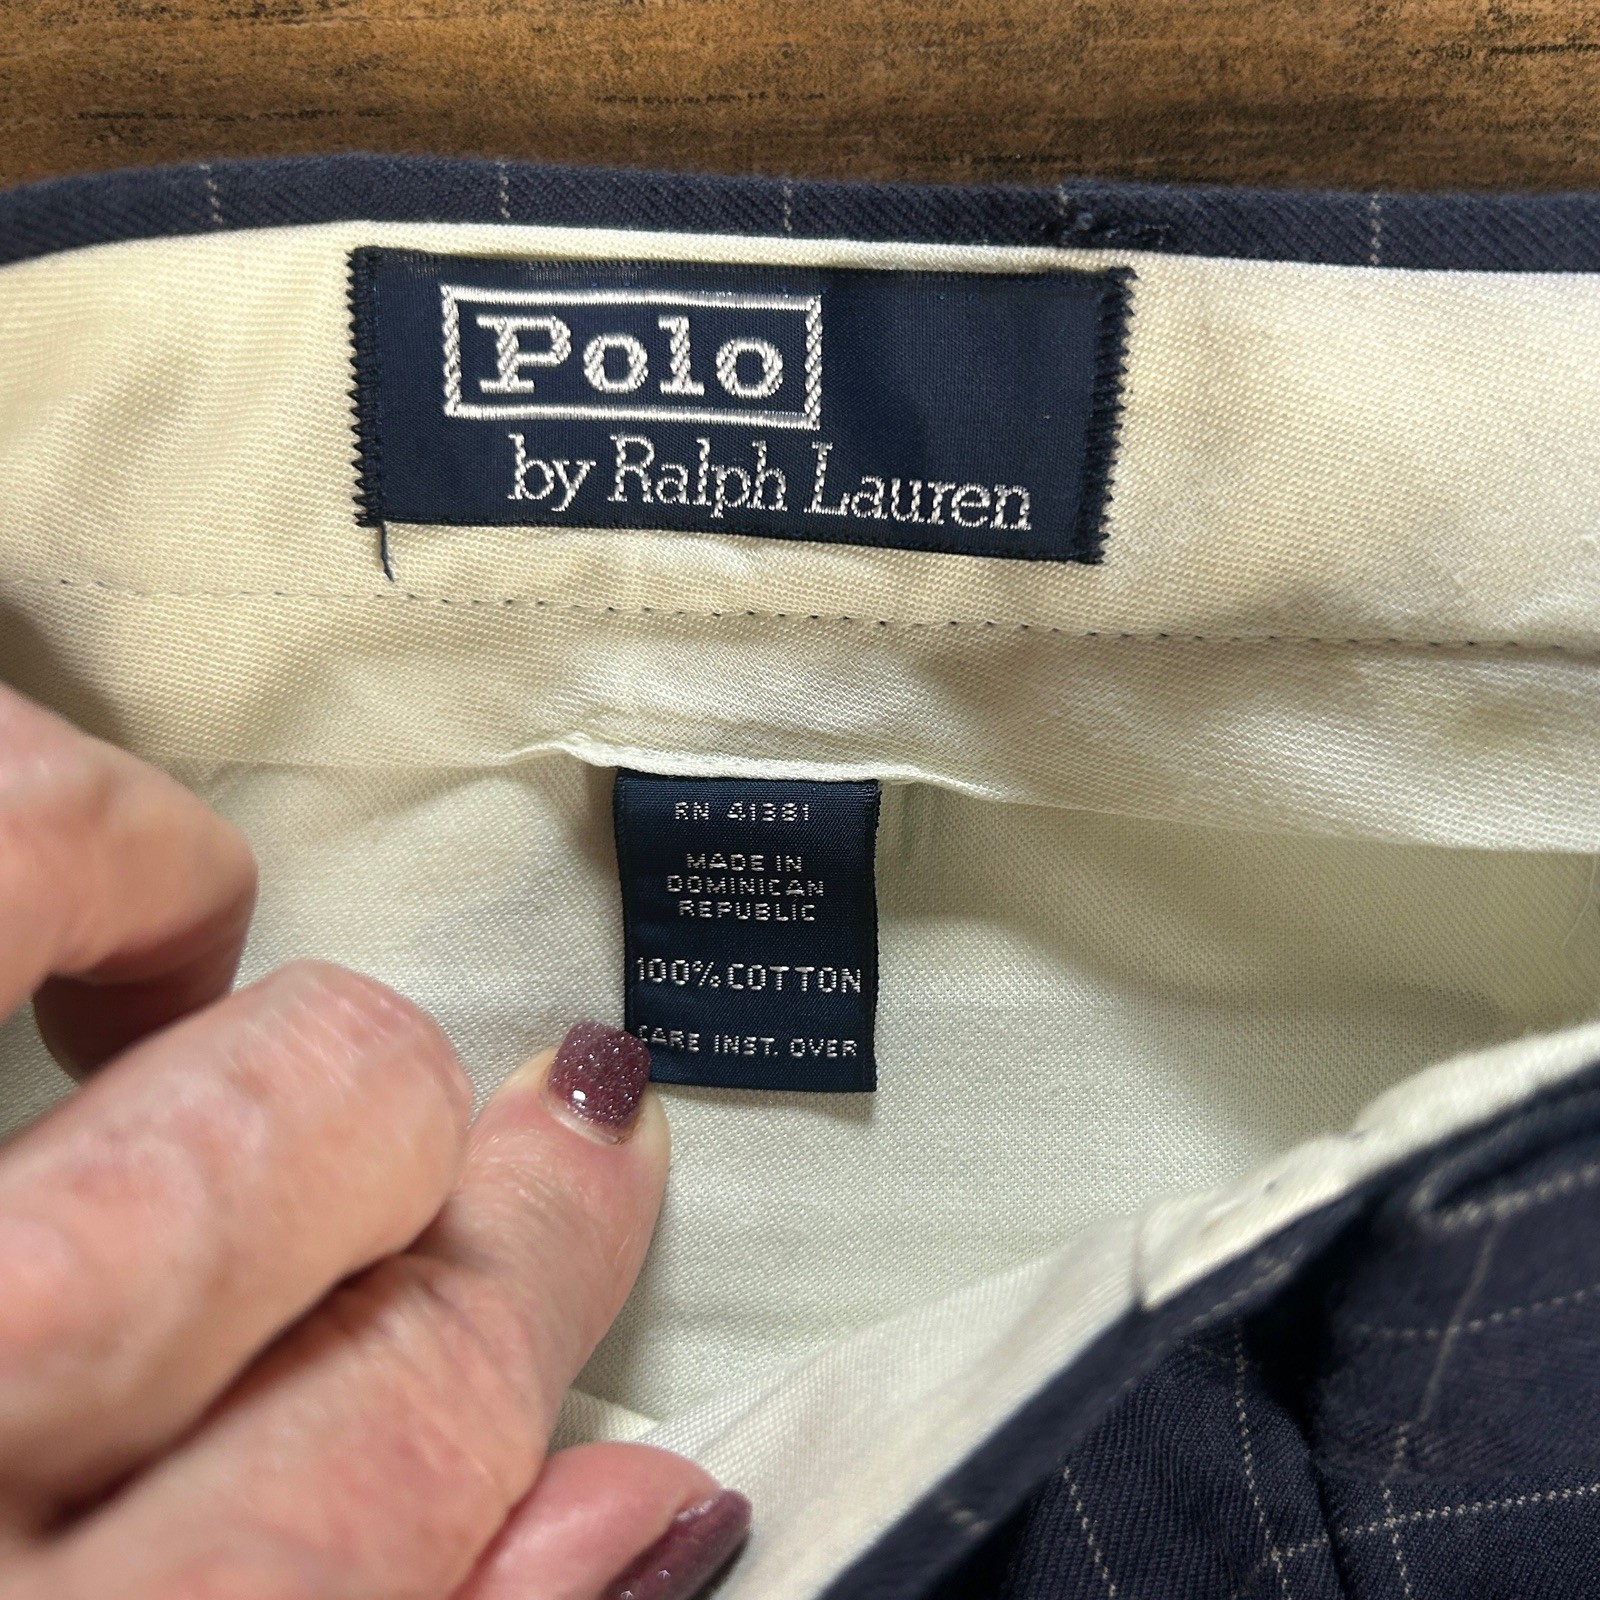 Polo
by Ralph Lauren
RN 41381
MADE IN
DOMINICAN
REPUBLIC
100% COTTON
CARE INST. OVER